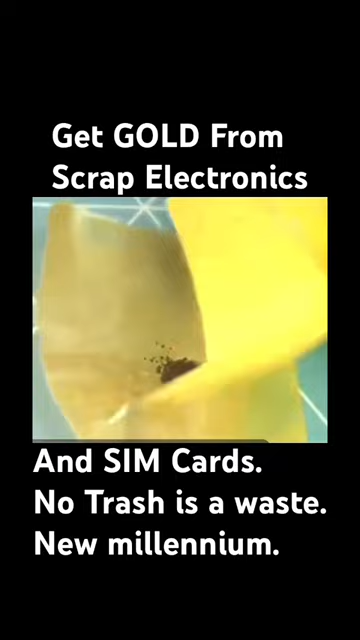 Get GOLD From
Scrap Electronics
And SIM Cards.
No Trash is a waste.
New millennium.